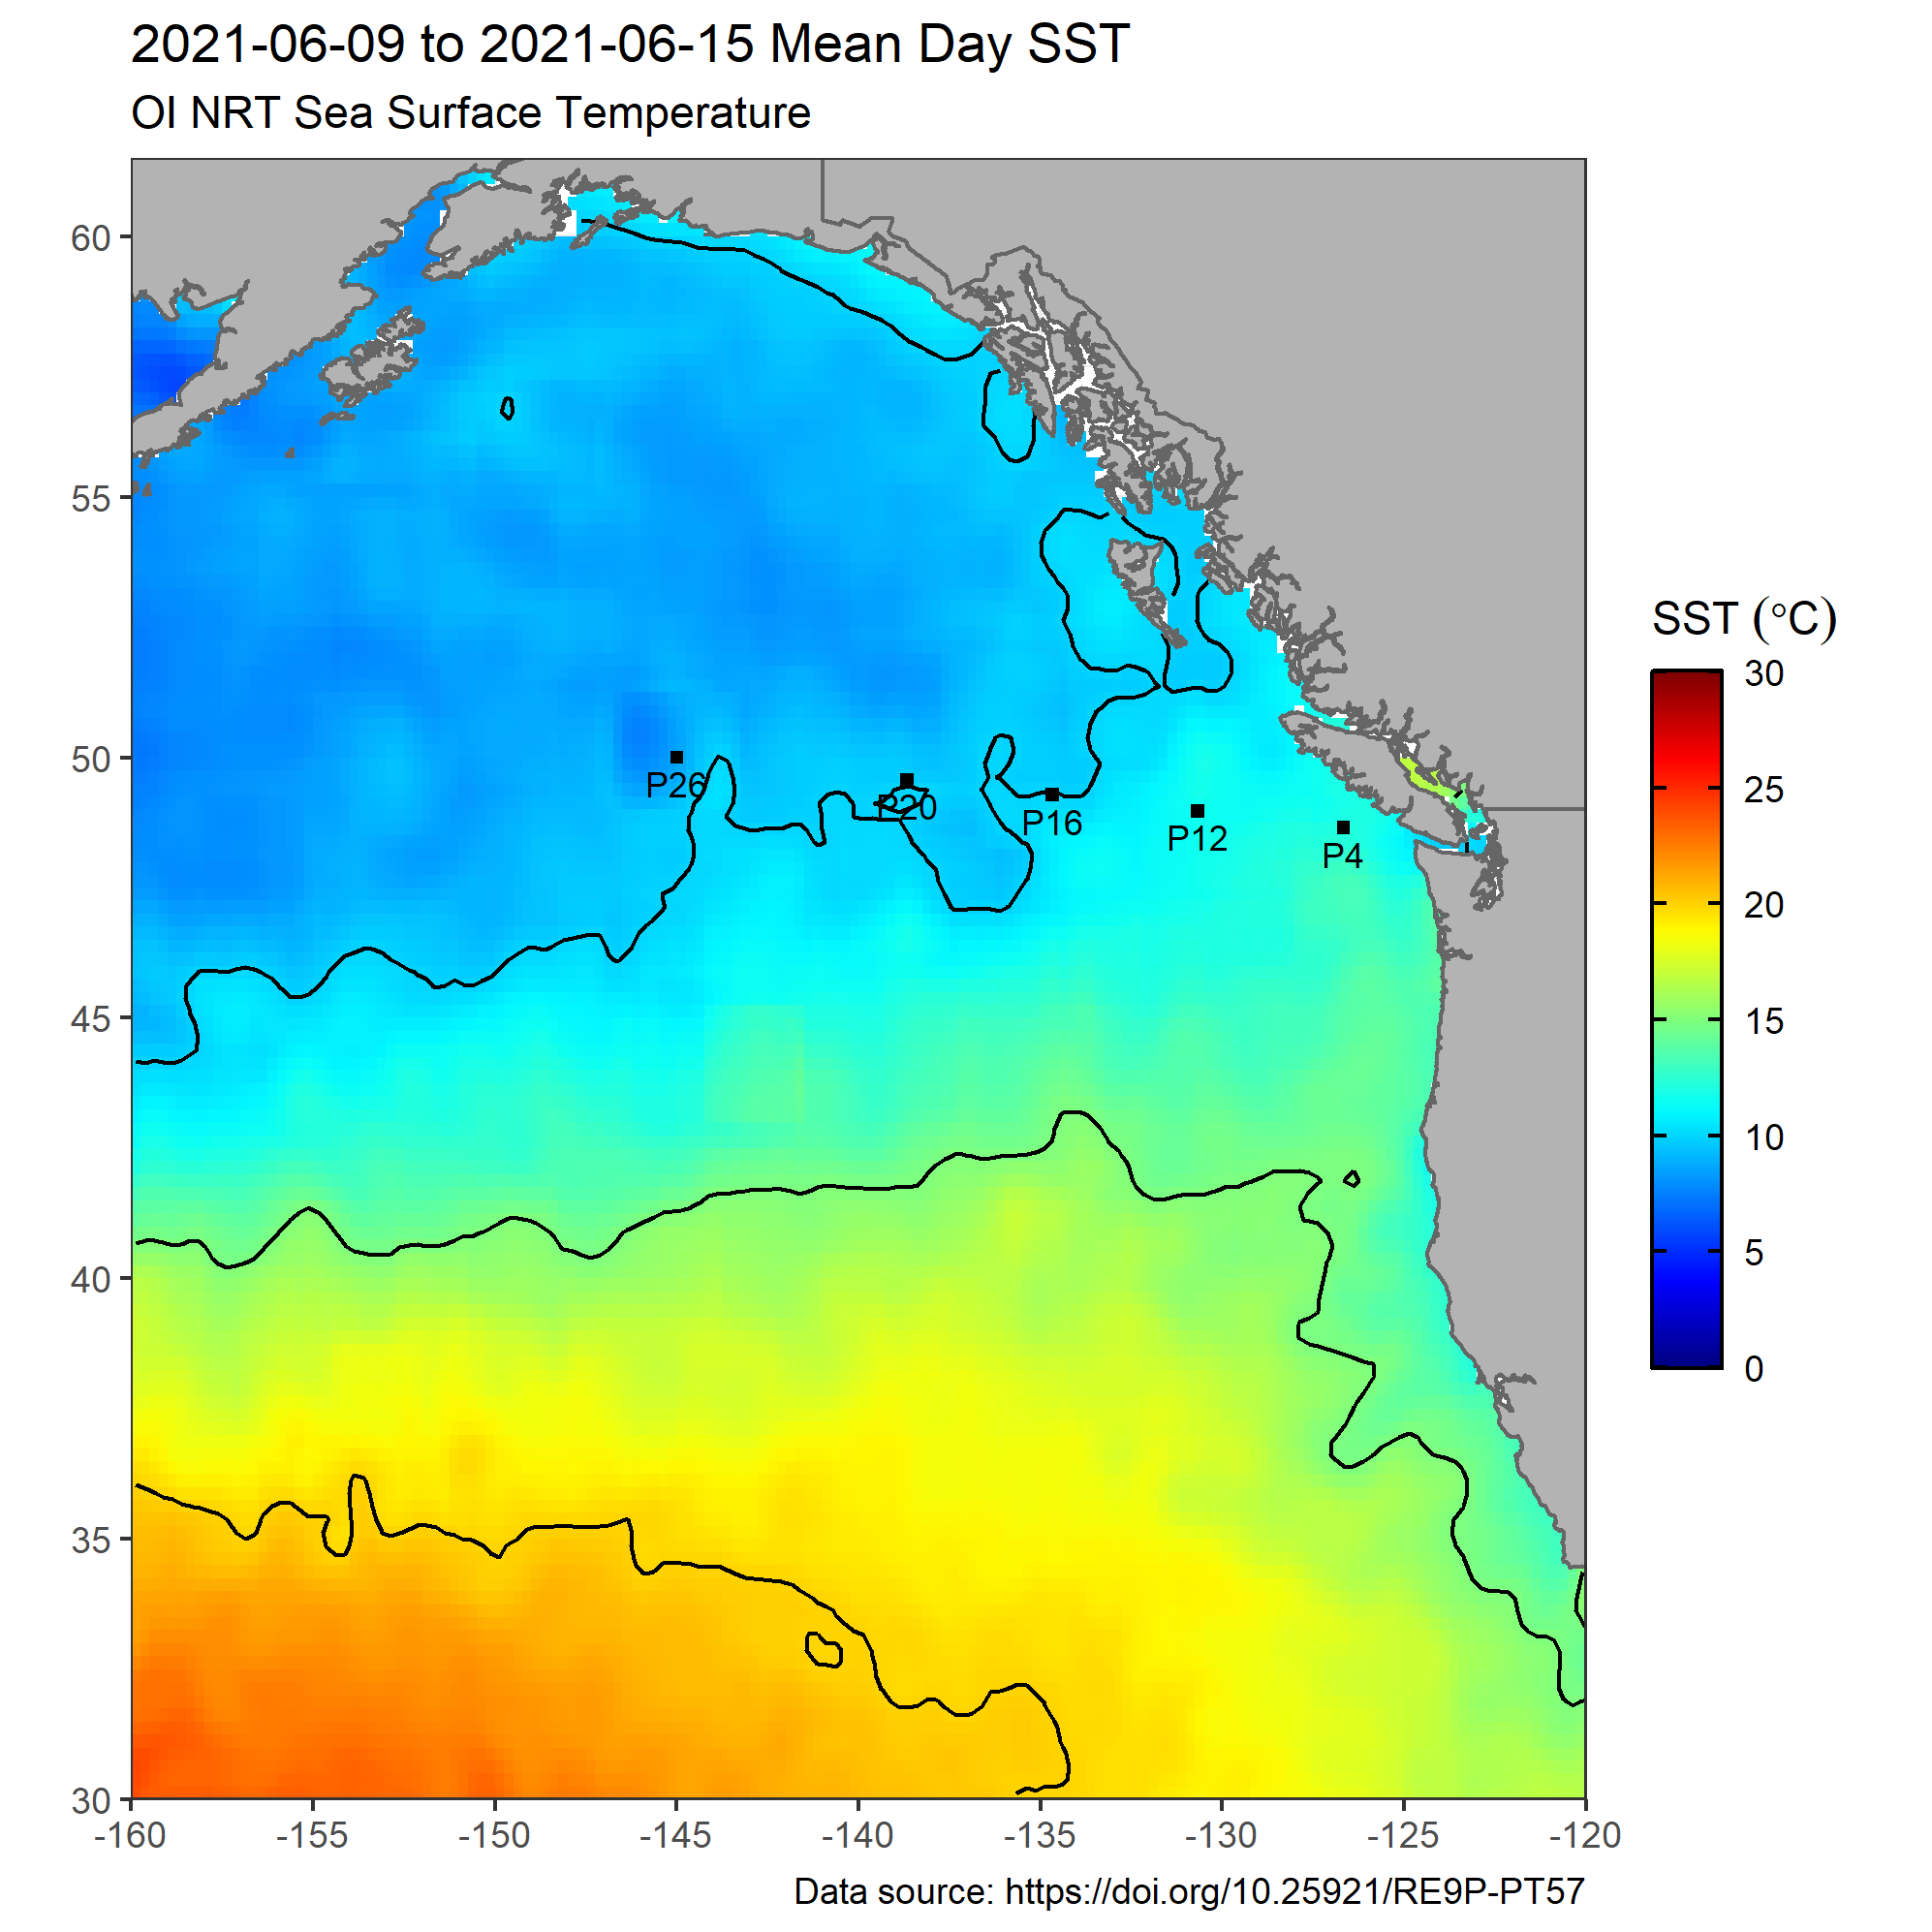 2021-06-09 to 2021-06-15 Mean Day SST
OI NRT Sea Surface Temperature
60
55
50
45
40
35
30
-160
-155
-150
-145
-140
-135
-130
-125
-120
P26
P20
P16
P12
P4
SST (°C)
30
25
20
15
10
5
0
Data source: https://doi.org/10.25921/RE9P-PT57